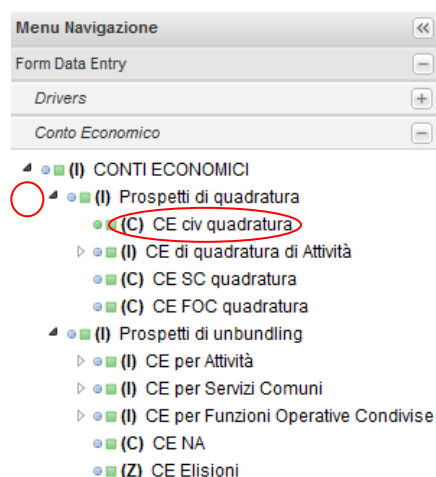 Menu Navigazione
Form Data Entry
Drivers
Conto Economico
(I) CONTI ECONOMICI
(I) Prospetti di quadratura
(C) CE civ quadratura
(I) CE di quadratura di Attività
(C) CE SC quadratura
(C) CE FOC quadratura
(I) Prospetti di unbundling
(I) CE per Attività
(I) CE per Servizi Comuni
(I) CE per Funzioni Operative Condivise
(C) CE NA
(Z) CE Elisioni